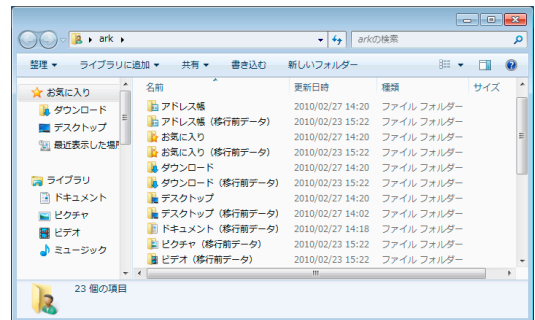 ark
arkの検索
整理
ライブラリに追加
共有
書き込む
新しいフォルダー
お気に入り
ダウンロード
デスクトップ
最近表示した場所
ライブラリ
ドキュメント
ピクチャ
ビデオ
ミュージック
名前 更新日時 種類 サイズ
アドレス帳 2010/02/27 14:20 ファイル フォルダー
アドレス帳（移行前データ） 2010/02/23 15:22 ファイル フォルダー
お気に入り 2010/02/27 14:20 ファイル フォルダー
お気に入り（移行前データ） 2010/02/23 15:22 ファイル フォルダー
ダウンロード 2010/02/27 14:20 ファイル フォルダー
ダウンロード（移行前データ） 2010/02/23 15:22 ファイル フォルダー
デスクトップ 2010/02/27 14:20 ファイル フォルダー
デスクトップ（移行前データ） 2010/02/27 14:02 ファイル フォルダー
ドキュメント（移行前データ） 2010/02/27 14:18 ファイル フォルダー
ピクチャ（移行前データ） 2010/02/23 15:22 ファイル フォルダー
ビデオ（移行前データ） 2010/02/23 15:22 ファイル フォルダー
23 個の項目